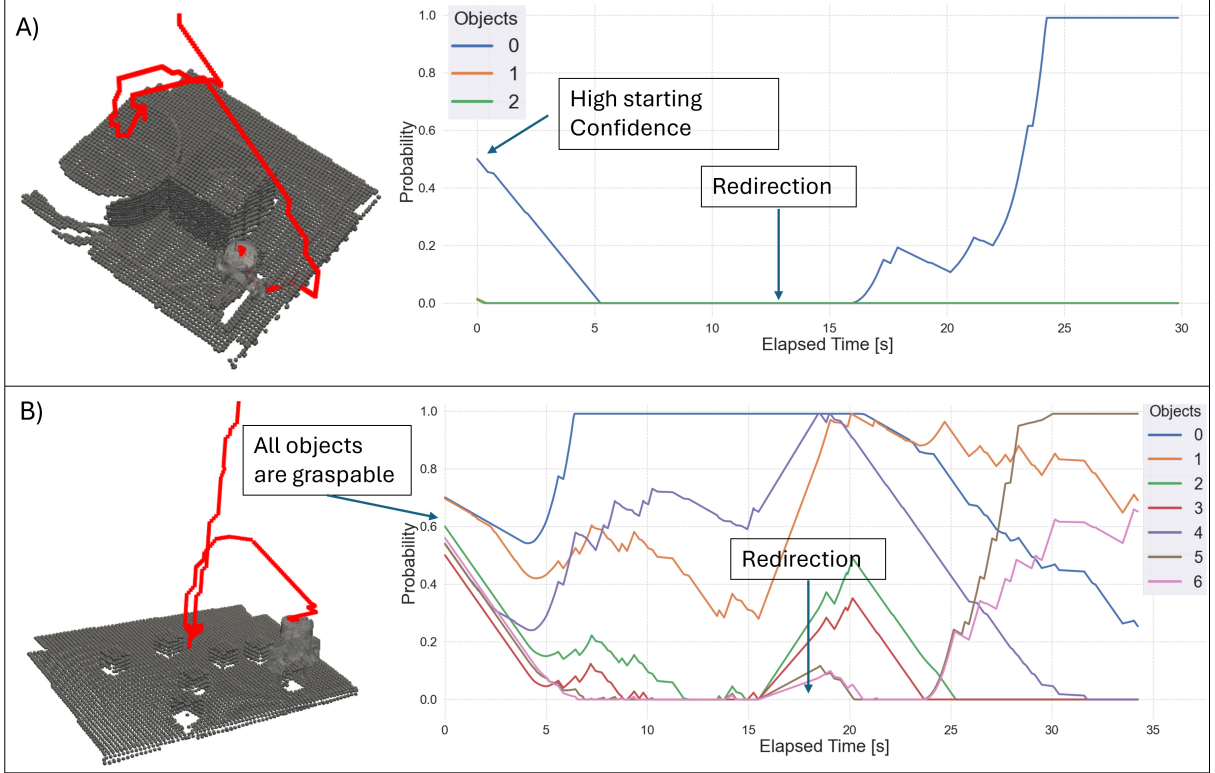 A)
Objects
0
1
2
High starting
Confidence
Redirection
Probability
1.0
0.8
0.6
0.4
0.2
0.0
0 5 10 15 20 25 30
Elapsed Time [s]
B)
All objects
are graspable
Redirection
Probability
1.0
0.8
0.6
0.4
0.2
0.0
0 5 10 15 20 25 30 35
Elapsed Time [s]
Objects
0
1
2
3
4
5
6